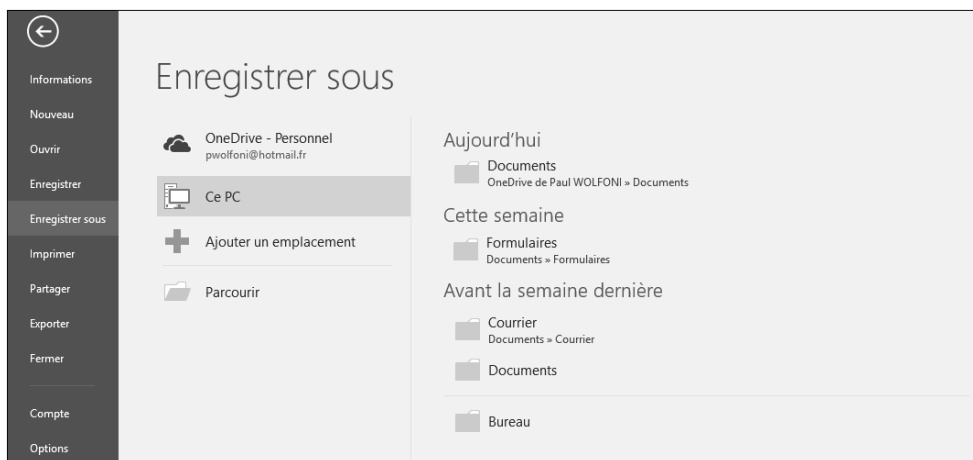 Informations
Nouveau
Ouvrir
Enregistrer
Enregistrer sous
Imprimer
Partager
Exporter
Fermer
Compte
Options
Enregistrer sous
OneDrive - Personnel
pwolfoni@hotmail.fr
Ce PC
Ajouter un emplacement
Parcourir
Aujourd'hui
Documents
OneDrive de Paul WOLFONI » Documents
Cette semaine
Formulaires
Documents » Formulaires
Avant la semaine dernière
Courrier
Documents » Courrier
Documents
Bureau